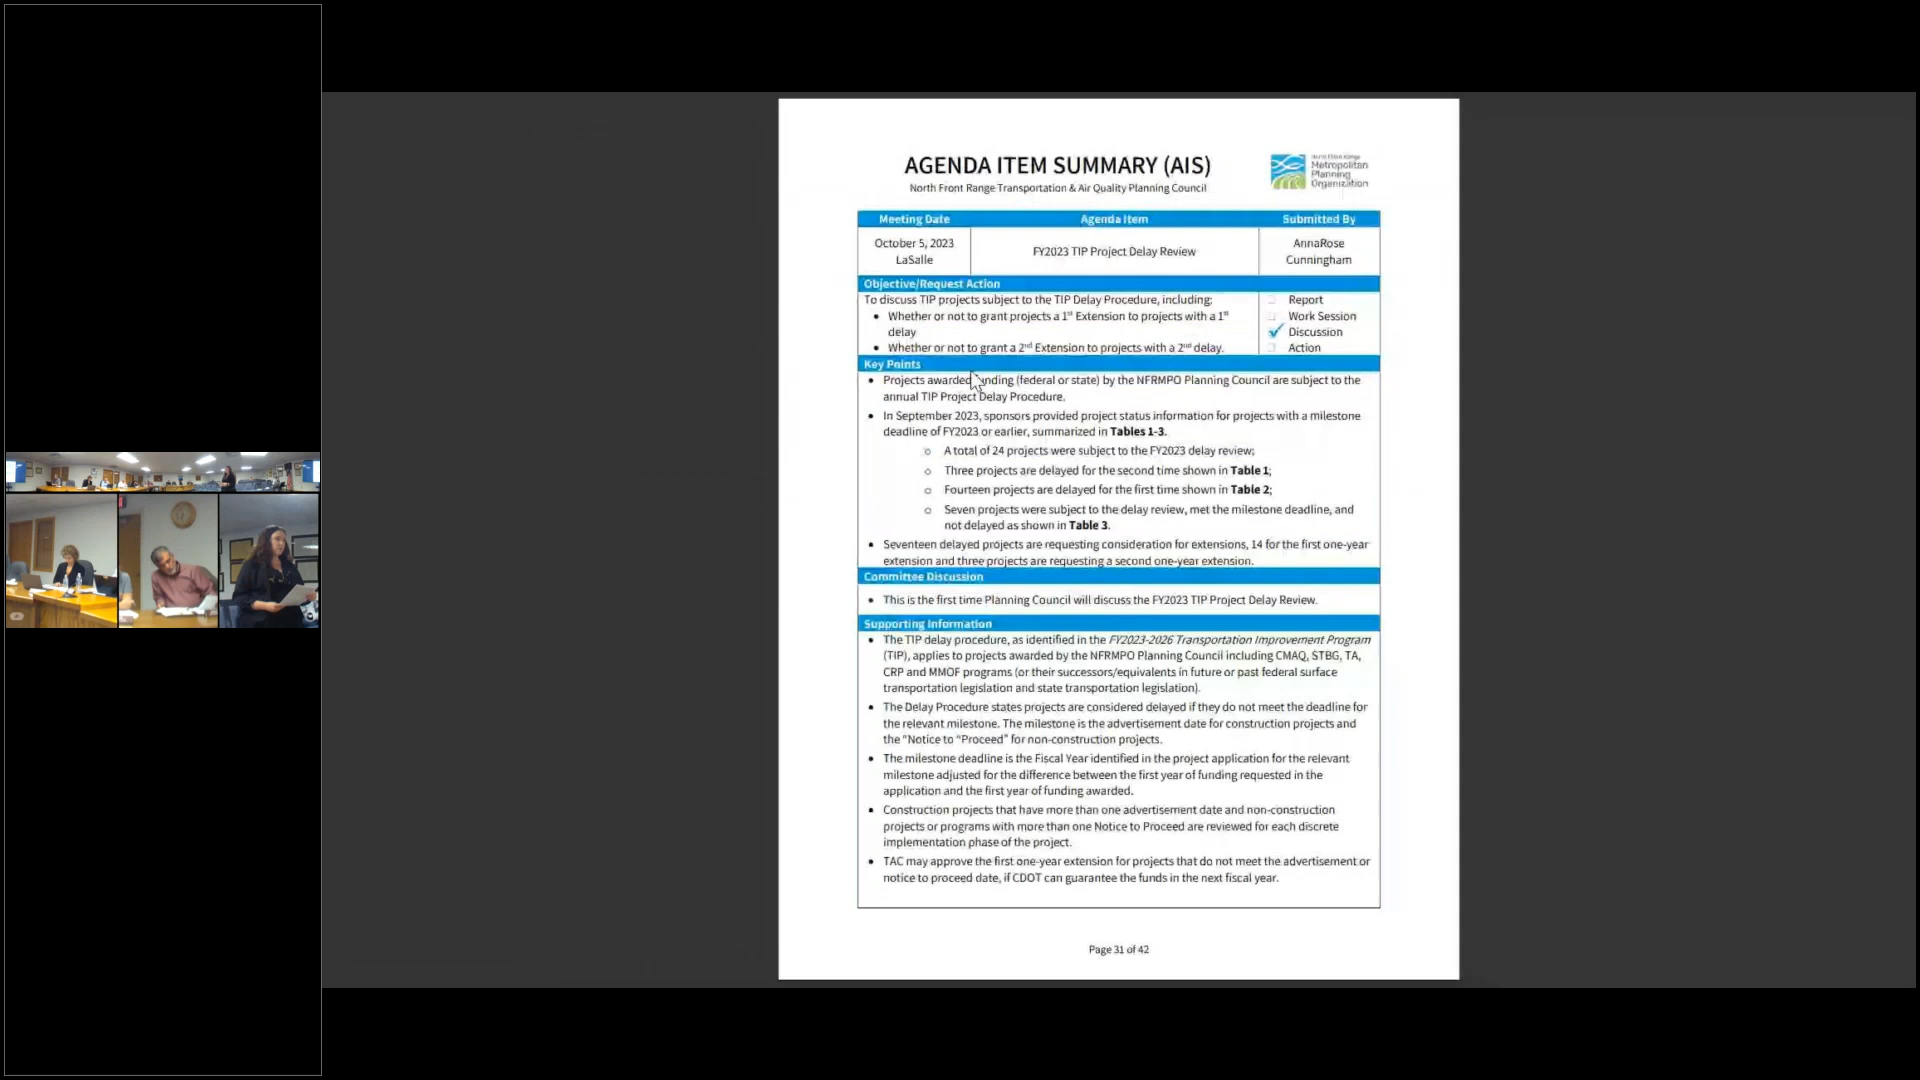 AGENDA ITEM SUMMARY (AIS)
North Front Range Transportation & Air Quality Planning Council
North Front Range
Metropolitan
Planning
Organization
Meeting Date Agenda Item Submitted By
October 5, 2023
LaSalle
FY2023 TIP Project Delay Review
AnnaRose
Cunningham
Objective/Request Action
To discuss TIP projects subject to the TIP Delay Procedure, including:
• Whether or not to grant projects a 1st Extension to projects with a 1st
delay
• Whether or not to grant a 2nd Extension to projects with a 2nd delay.
Report
Work Session
✓ Discussion
Action
Key Points
• Projects awarded funding (federal or state) by the NFRMPO Planning Council are subject to the
annual TIP Project Delay Procedure.
• In September 2023, sponsors provided project status information for projects with a milestone
deadline of FY2023 or earlier, summarized in Tables 1-3.
o A total of 24 projects were subject to the FY2023 delay review;
o Three projects are delayed for the second time shown in Table 1;
o Fourteen projects are delayed for the first time shown in Table 2;
o Seven projects were subject to the delay review, met the milestone deadline, and
not delayed as shown in Table 3.
• Seventeen delayed projects are requesting consideration for extensions, 14 for the first one-year
extension and three projects are requesting a second one-year extension.
Committee Discussion
• This is the first time Planning Council will discuss the FY2023 TIP Project Delay Review.
Supporting Information
• The TIP delay procedure, as identified in the FY2023-2026 Transportation Improvement Program
(TIP), applies to projects awarded by the NFRMPO Planning Council including CMAQ, STBG, TA,
CRP and MMOF programs (or their successors/equivalents in future or past federal surface
transportation legislation and state transportation legislation).
• The Delay Procedure states projects are considered delayed if they do not meet the deadline for
the relevant milestone. The milestone is the advertisement date for construction projects and
the "Notice to "Proceed" for non-construction projects.
• The milestone deadline is the Fiscal Year identified in the project application for the relevant
milestone adjusted for the difference between the first year of funding requested in the
application and the first year of funding awarded.
• Construction projects that have more than one advertisement date and non-construction
projects or programs with more than one Notice to Proceed are reviewed for each discrete
implementation phase of the project.
• TAC may approve the first one-year extension for projects that do not meet the advertisement or
notice to proceed date, if CDOT can guarantee the funds in the next fiscal year.
Page 31 of 42